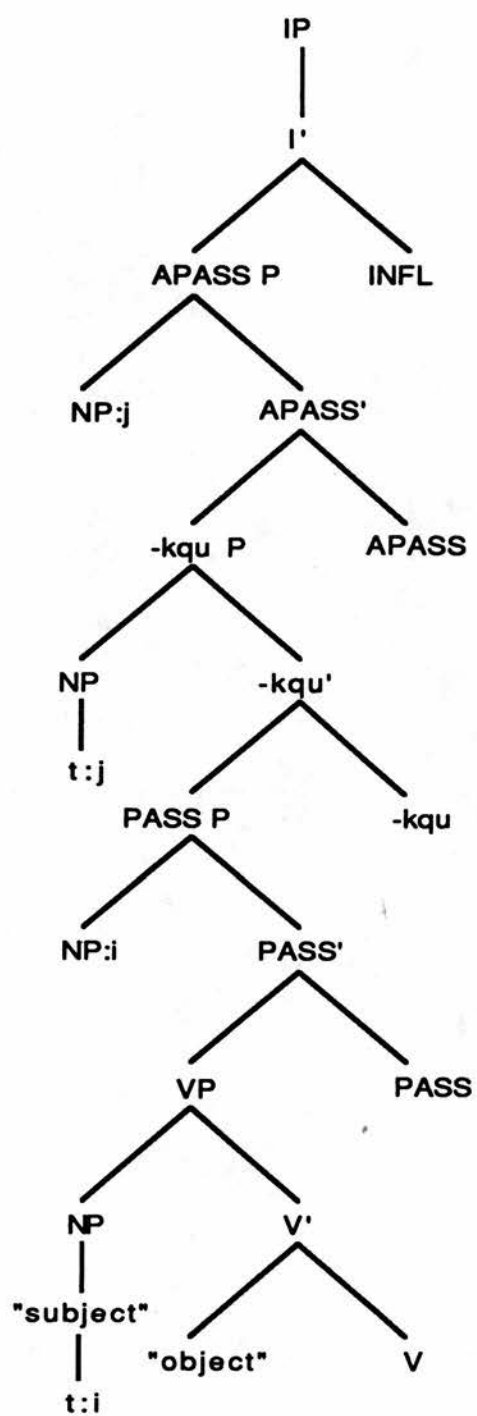 IP
I'
APASS P INFL
NP:j APASS'
-kqu P APASS
NP -kqu'
t:j
PASS P -kqu
NP:i PASS'
VP PASS
NP V'
"subject"
"object" V
t:i